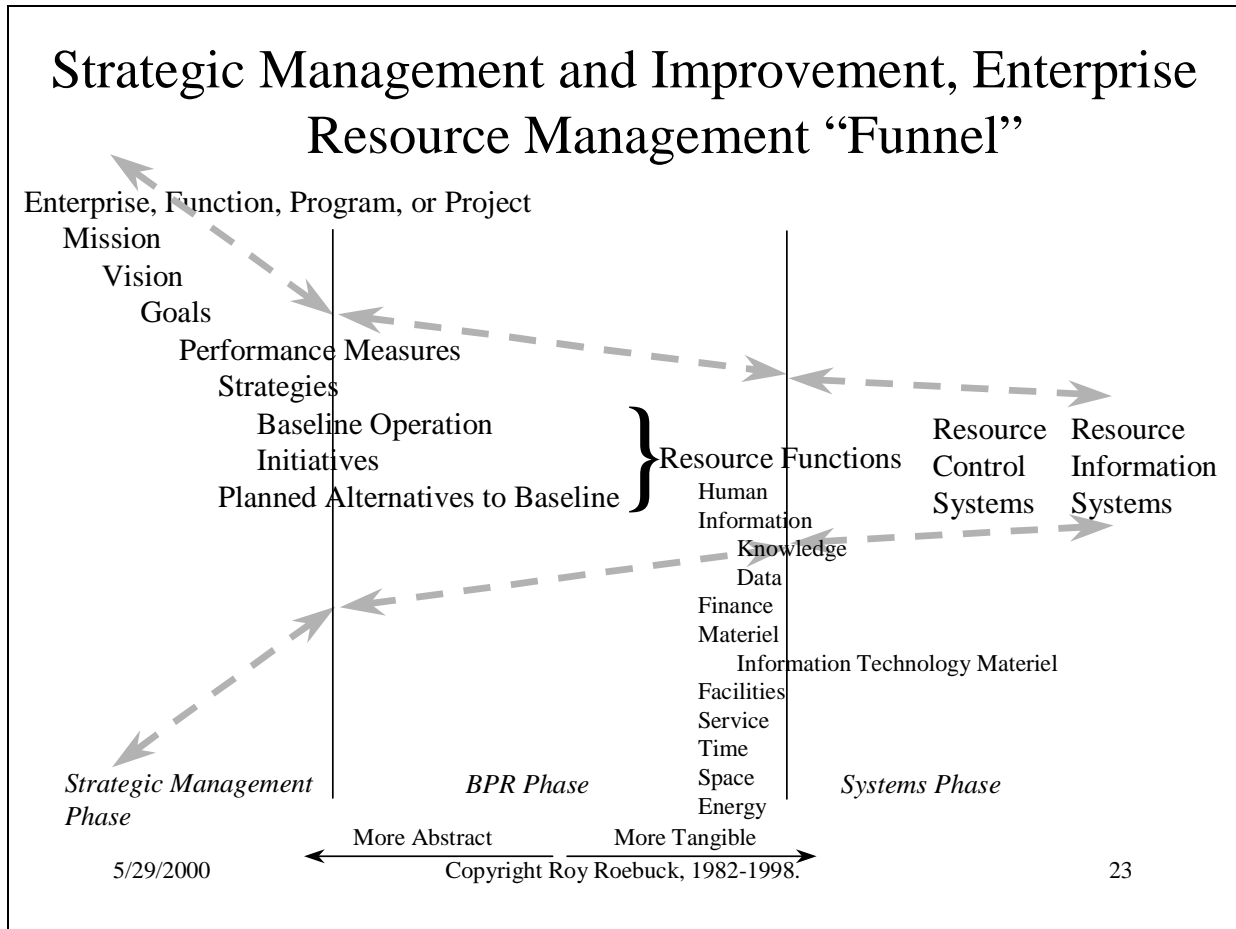 Strategic Management and Improvement, Enterprise
Resource Management “Funnel”
Enterprise, Function, Program, or Project
Mission
Vision
Goals
Performance Measures
Strategies
Baseline Operation
Initiatives
Planned Alternatives to Baseline
}
Resource Functions
Human
Information
Knowledge
Data
Finance
Materiel
Information Technology Materiel
Facilities
Service
Time
Space
Energy
Resource
Control
Systems
Resource
Information
Systems
Strategic Management
Phase
BPR Phase
Systems Phase
More Abstract
More Tangible
5/29/2000
Copyright Roy Roebuck, 1982-1998.
23